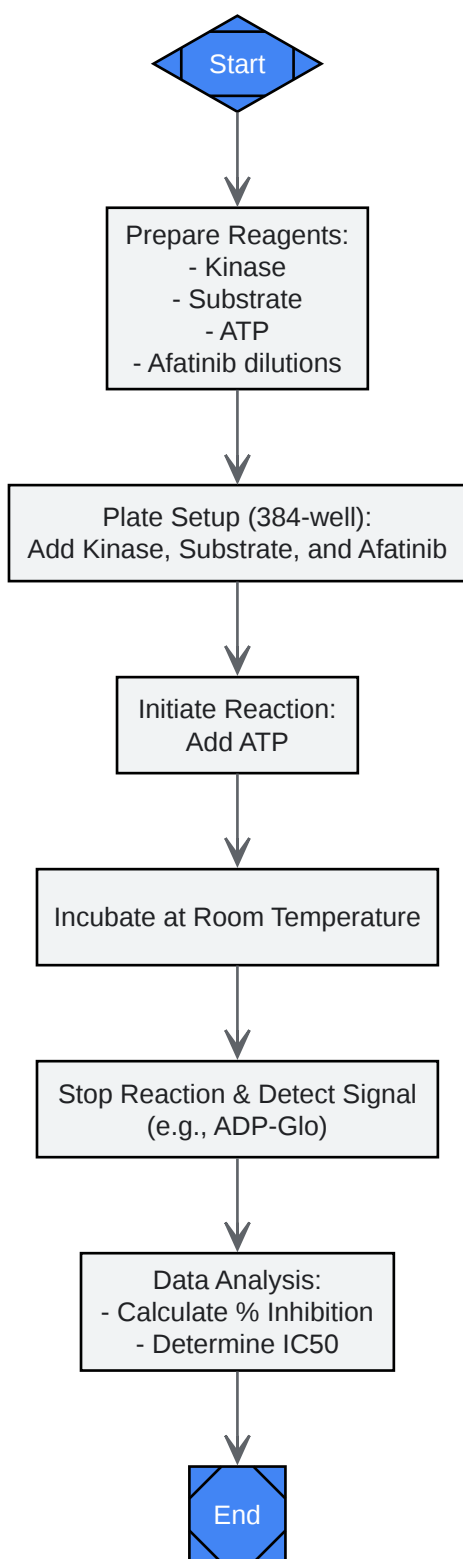 Start
Prepare Reagents:
- Kinase
- Substrate
- ATP
- Afatinib dilutions
Plate Setup (384-well):
Add Kinase, Substrate, and Afatinib
Initiate Reaction:
Add ATP
Incubate at Room Temperature
Stop Reaction & Detect Signal
(e.g., ADP-Glo)
Data Analysis:
- Calculate % Inhibition
- Determine IC50
End